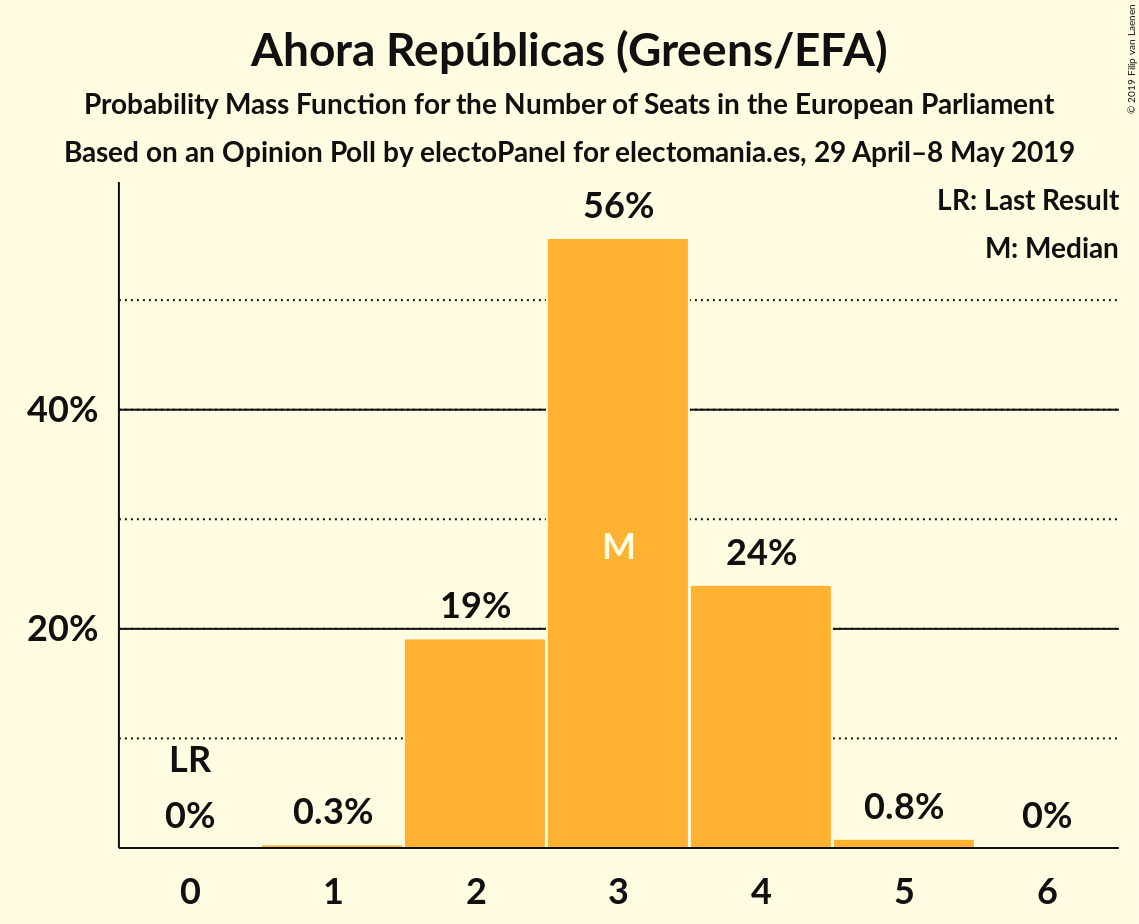 Ahora Repúblicas (Greens/EFA)
Probability Mass Function for the Number of Seats in the European Parliament
Based on an Opinion Poll by electoPanel for electomania.es, 29 April–8 May 2019
© 2019 Filip van Laenen
LR: Last Result
M: Median
56%
40%
M
24%
19%
20%
LR
0%
0.3%
0.8%
0%
0 1 2 3 4 5 6